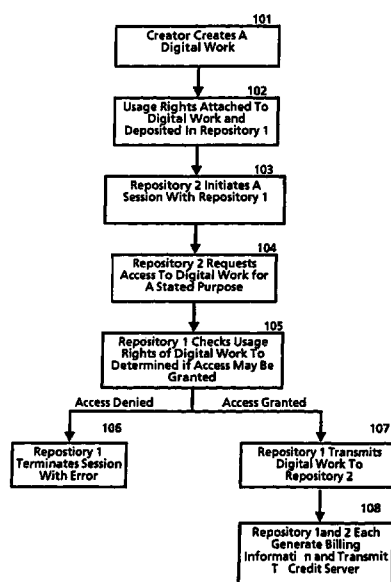 101
Creator Creates A
Digital Work
102
Usage Rights Attached To
Digital Work and
Deposited In Repository 1
103
Repository 2 Initiates A
Session With Repository 1
104
Repository 2 Requests
Access To Digital Work for
A Stated Purpose
105
Repository 1 Checks Usage
Rights of Digital Work To
Determined if Access May Be
Granted
Access Denied
Access Granted
106
Repostiory 1
Terminates Session
With Error
107
Repository 1 Transmits
Digital Work To
Repository 2
108
Repository 1and 2 Each
Generate Billing
Informati n and Transmit
T Credit Server